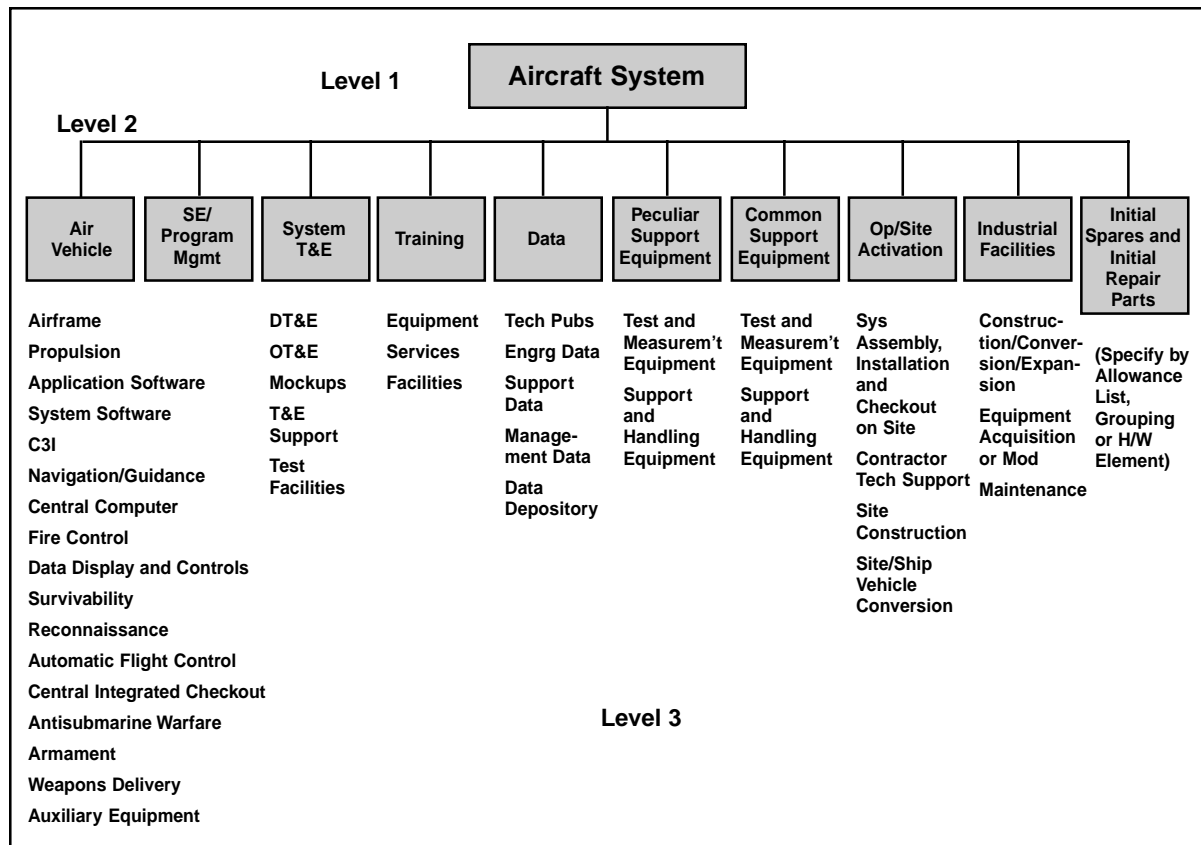 Level 1
Aircraft System
Level 2
Air
Vehicle
SE/
Program
Mgmt
System
T&E
Training
Data
Peculiar
Support
Equipment
Common
Support
Equipment
Op/Site
Activation
Industrial
Facilities
Initial
Spares and
Initial
Repair
Parts
Airframe
Propulsion
Application Software
System Software
C3I
Navigation/Guidance
Central Computer
Fire Control
Data Display and Controls
Survivability
Reconnaissance
Automatic Flight Control
Central Integrated Checkout
Antisubmarine Warfare
Armament
Weapons Delivery
Auxiliary Equipment
DT&E
OT&E
Mockups
T&E
Support
Test
Facilities
Equipment
Services
Facilities
Tech Pubs
Engrg Data
Support
Data
Manage-
ment Data
Data
Depository
Test and
Measurem’t
Equipment
Support
and
Handling
Equipment
Test and
Measurem’t
Equipment
Support
and
Handling
Equipment
Sys
Assembly,
Installation
and
Checkout
on Site
Contractor
Tech Support
Site
Construction
Site/Ship
Vehicle
Conversion
Construc-
tion/Conver-
sion/Expan-
sion
Equipment
Acquisition
or Mod
Maintenance
(Specify by
Allowance
List,
Grouping
or H/W
Element)
Level 3